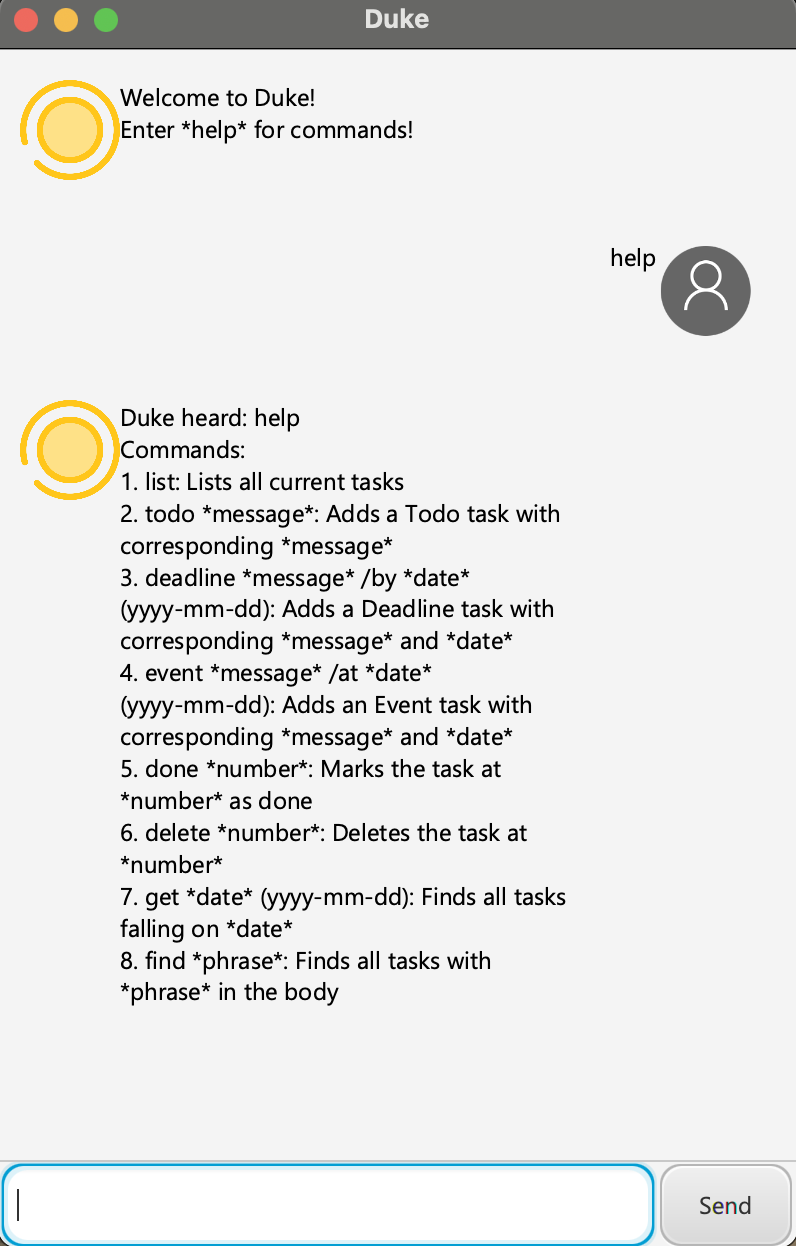 Duke
Welcome to Duke!
Enter *help* for commands!
help
Duke heard: help
Commands:
1. list: Lists all current tasks
2. todo *message*: Adds a Todo task with
corresponding *message*
3. deadline *message* /by *date*
(yyyy-mm-dd): Adds a Deadline task with
corresponding *message* and *date*
4. event *message* /at *date*
(yyyy-mm-dd): Adds an Event task with
corresponding *message* and *date*
5. done *number*: Marks the task at
*number* as done
6. delete *number*: Deletes the task at
*number*
7. get *date* (yyyy-mm-dd): Finds all tasks
falling on *date*
8. find *phrase*: Finds all tasks with
*phrase* in the body
Send